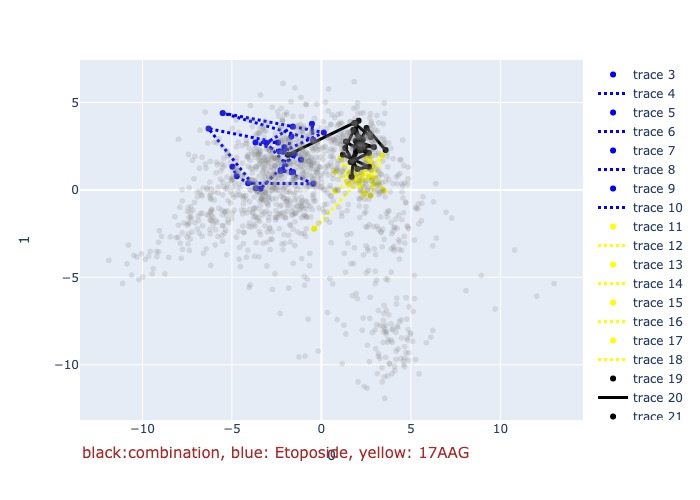 5
0
−5
−10
−10
−5
0
5
10
1
0
black:combination, blue: Etoposide, yellow: 17AAG
trace 3
trace 4
trace 5
trace 6
trace 7
trace 8
trace 9
trace 10
trace 11
trace 12
trace 13
trace 14
trace 15
trace 16
trace 17
trace 18
trace 19
trace 20
trace 21